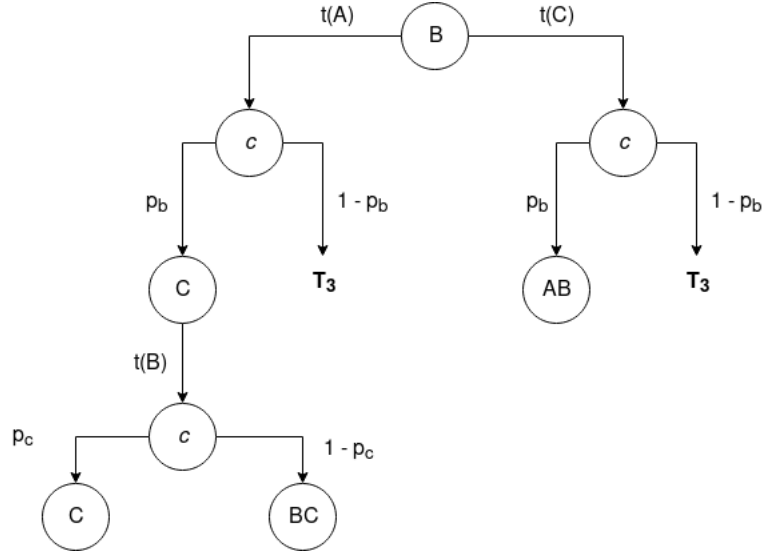 t(A)
B
t(C)
c
c
p_b
1 - p_b
p_b
1 - p_b
C
T_3
AB
T_3
t(B)
c
p_c
1 - p_c
C
BC